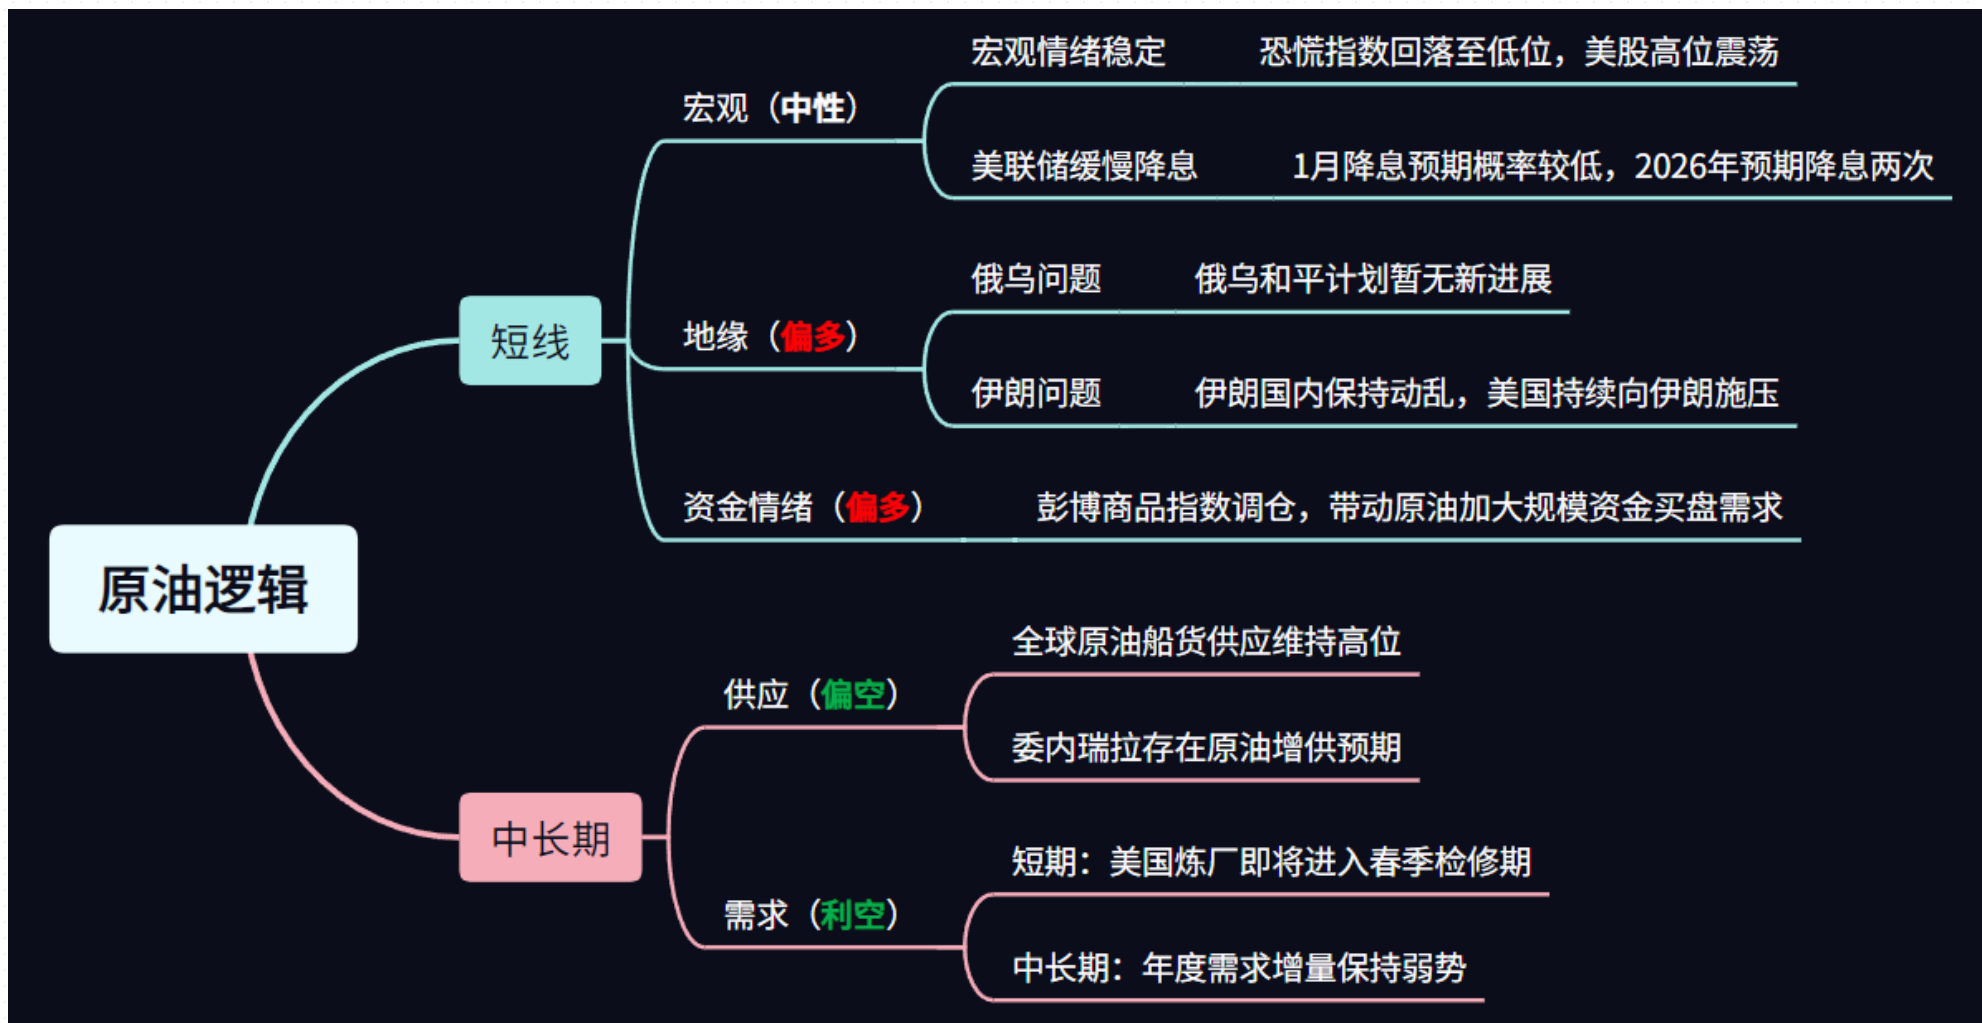 宏观情绪稳定 恐慌指数回落至低位，美股高位震荡
宏观（中性）
美联储缓慢降息 1月降息预期概率较低，2026年预期降息两次
俄乌问题 俄乌和平计划暂无新进展
短线
地缘（偏多）
伊朗问题 伊朗国内保持动乱，美国持续向伊朗施压
资金情绪（偏多） 彭博商品指数调仓，带动原油加大规模资金买盘需求
原油逻辑
全球原油船货供应维持高位
供应（偏空）
委内瑞拉存在原油增供预期
中长期
短期：美国炼厂即将进入春季检修期
需求（利空）
中长期：年度需求增量保持弱势